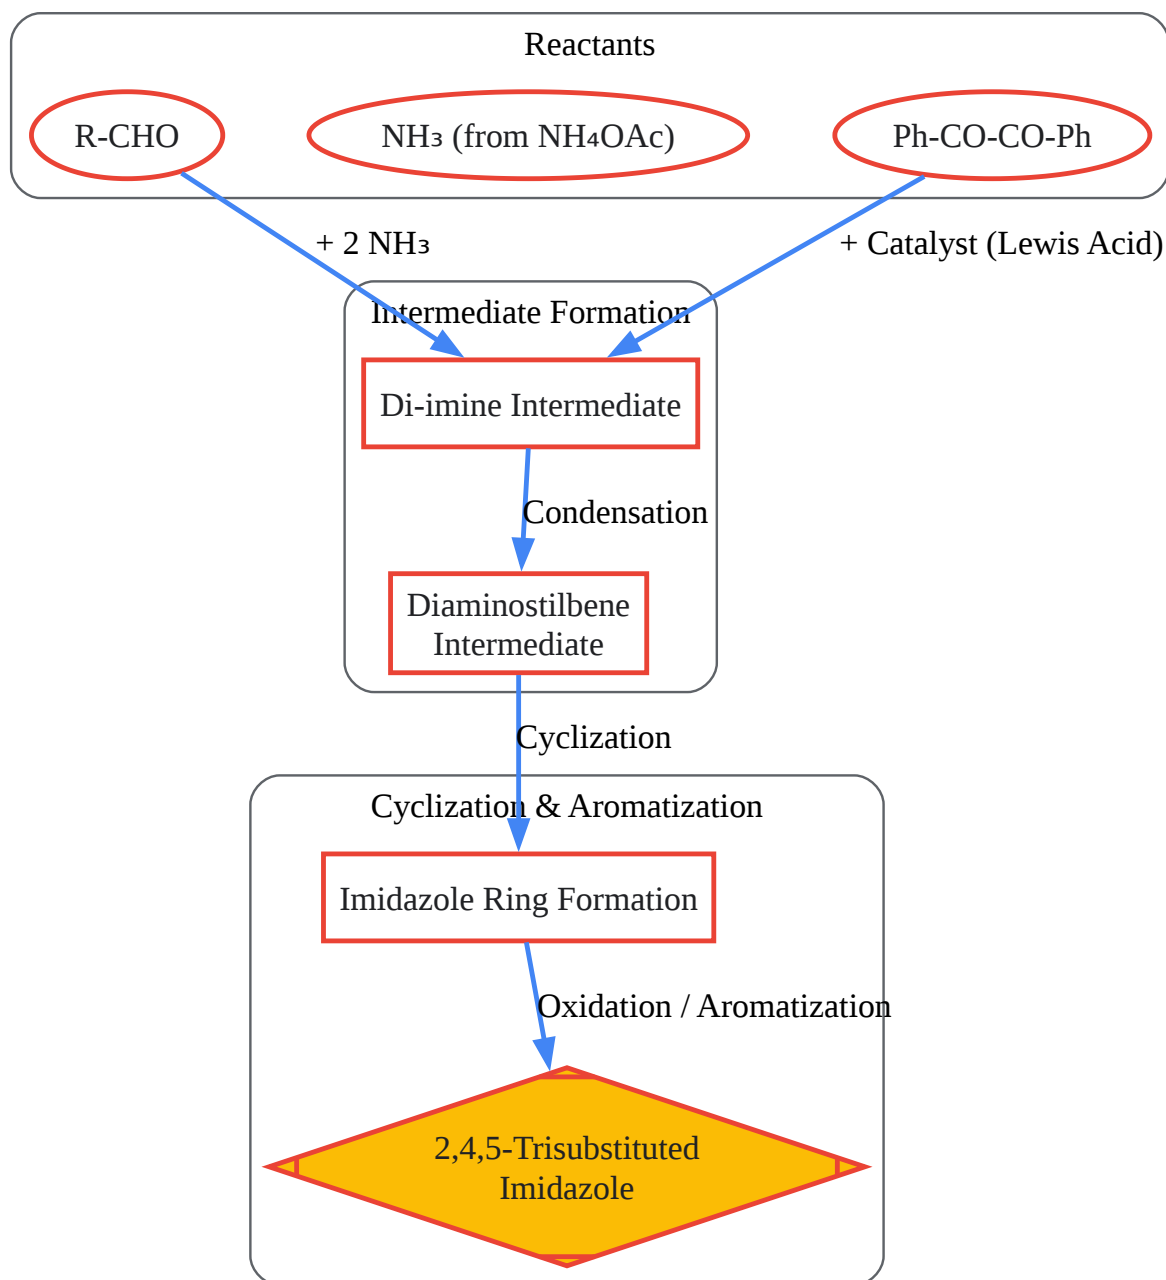 Reactants
R-CHO
NH₃ (from NH₄OAc)
Ph-CO-CO-Ph
+ 2 NH₃
+ Catalyst (Lewis Acid)
Intermediate Formation
Di-imine Intermediate
Condensation
Diaminostilbene
Intermediate
Cyclization
Cyclization & Aromatization
Imidazole Ring Formation
Oxidation / Aromatization
2,4,5-Trisubstituted
Imidazole